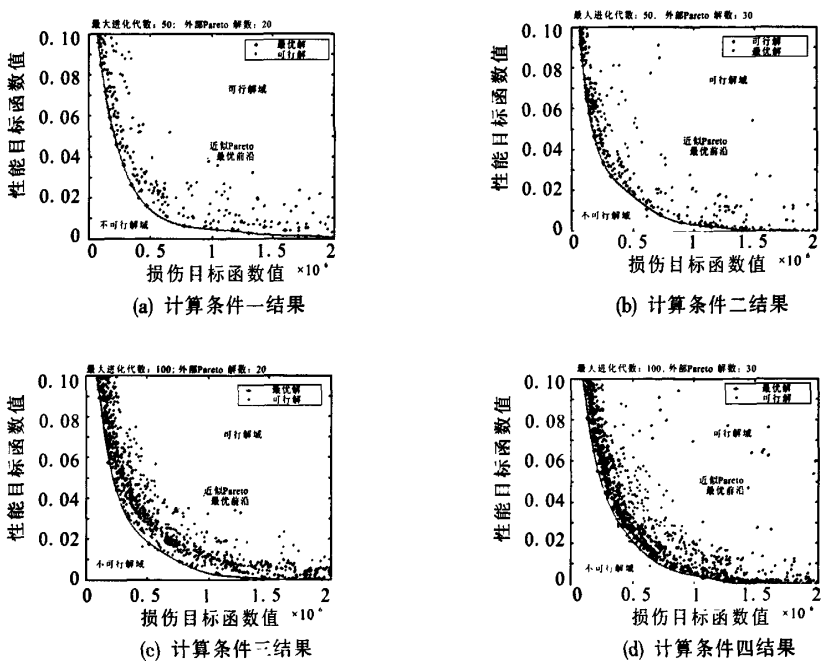 最大进化代数：50； 外部Pareto 解数：20
性能目标函数值
0.10
0.08
0.06
0.04
0.02
0
最优解
可行解
可行解域
近似Pareto
最优前沿
不可行解域
0 0.5 1 1.5 2
损伤目标函数值 ×10⁶
(a) 计算条件一结果
最大进化代数：50． 外部Pareto 解数：30
性能目标函数值
0.10
0.08
0.06
0.04
0.02
0
可行解
最优解
可行解域
近似Pareto
最优前沿
不可行解域
0 0.5 1 1.5 2
损伤目标函数值 ×10⁶
(b) 计算条件二结果
最大进化代数：100；外部Pareto 解数：20
性能目标函数值
0.10
0.08
0.06
0.04
0.02
0
最优解
可行解
可行解域
近似Pareto
最优前沿
不可行解域
0 0.5 1 1.5 2
损伤目标函数值 ×10⁶
(c) 计算条件三结果
最大进化代数：100．外部Pareto 解数：30
性能目标函数值
0.10
0.08
0.06
0.04
0.02
0
最优解
可行解
可行解域
近似Pareto
最优前沿
不可行解域
0 0.5 1 1.5 2
损伤目标函数值 ×10⁶
(d) 计算条件四结果